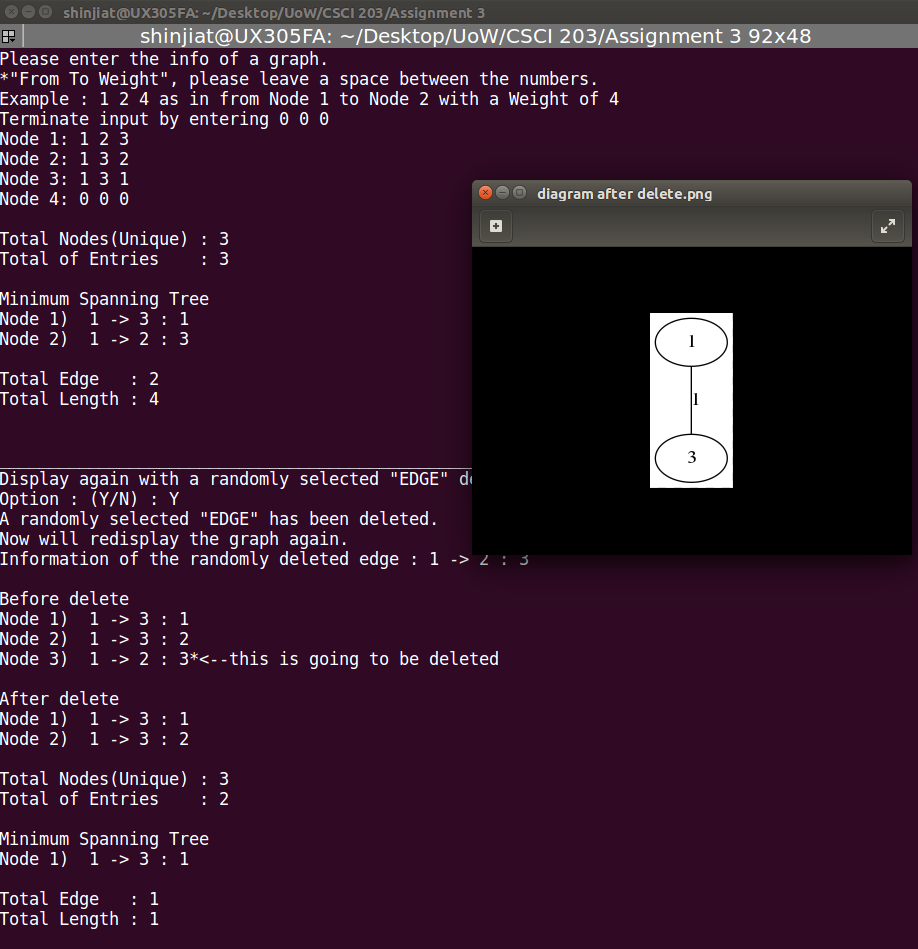 shinjiat@UX305FA: ~/Desktop/UoW/CSCI 203/Assignment 3
shinjiat@UX305FA: ~/Desktop/UoW/CSCI 203/Assignment 3 92x48
Please enter the info of a graph.
*"From To Weight", please leave a space between the numbers.
Example : 1 2 4 as in from Node 1 to Node 2 with a Weight of 4
Terminate input by entering 0 0 0
Node 1: 1 2 3
Node 2: 1 3 2
Node 3: 1 3 1
Node 4: 0 0 0
Total Nodes(Unique) : 3
Total of Entries    : 3
Minimum Spanning Tree
Node 1)  1 -> 3 : 1
Node 2)  1 -> 2 : 3
Total Edge   : 2
Total Length : 4
diagram after delete.png
1
1
3
Display again with a randomly selected "EDGE"
Option : (Y/N) : Y
A randomly selected "EDGE" has been deleted.
Now will redisplay the graph again.
Information of the randomly deleted edge : 1 -> 2 : 3
Before delete
Node 1)  1 -> 3 : 1
Node 2)  1 -> 3 : 2
Node 3)  1 -> 2 : 3*<--this is going to be deleted
After delete
Node 1)  1 -> 3 : 1
Node 2)  1 -> 3 : 2
Total Nodes(Unique) : 3
Total of Entries    : 2
Minimum Spanning Tree
Node 1)  1 -> 3 : 1
Total Edge   : 1
Total Length : 1